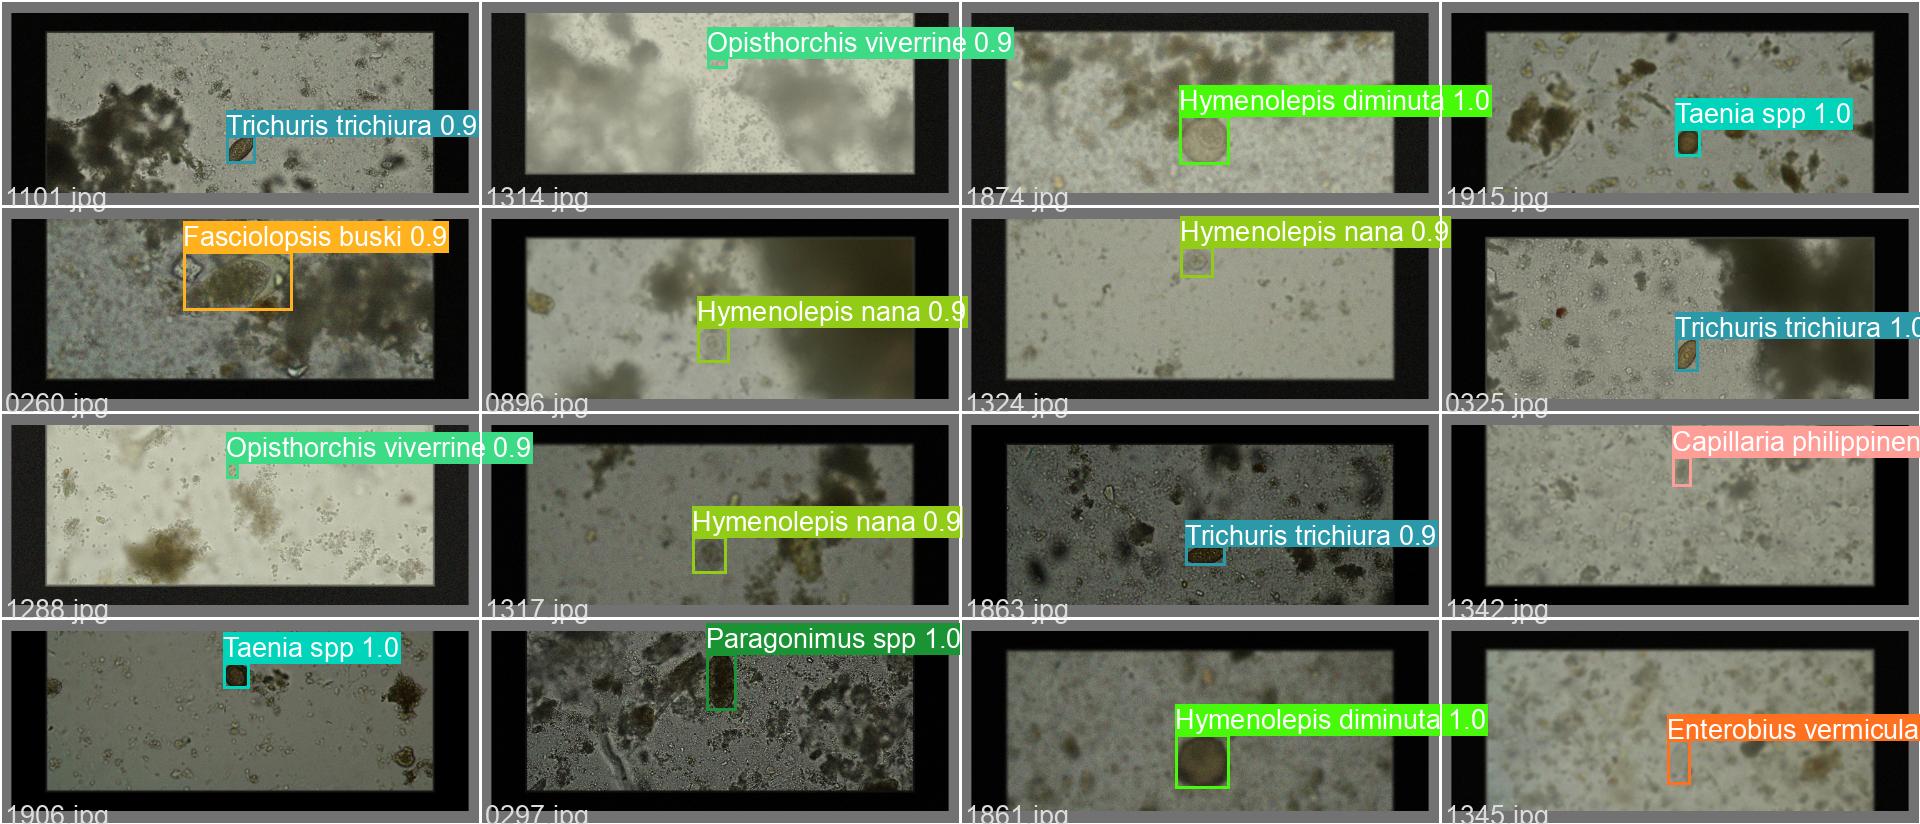 Trichuris trichiura 0.9
1101.jpg
Opisthorchis viverrine 0.9
1314.jpg
Hymenolepis diminuta 1.0
1874.jpg
Taenia spp 1.0
1915.jpg
Fasciolopsis buski 0.9
0260.jpg
Hymenolepis nana 0.9
0896.jpg
Hymenolepis nana 0.9
1324.jpg
Trichuris trichiura 1.0
0325.jpg
Opisthorchis viverrine 0.9
1288.jpg
Hymenolepis nana 0.9
1317.jpg
Trichuris trichiura 0.9
1863.jpg
Capillaria philippinen
1342.jpg
Taenia spp 1.0
1906.jpg
Paragonimus spp 1.0
0297.jpg
Hymenolepis diminuta 1.0
1861.jpg
Enterobius vermicula
1345.jpg